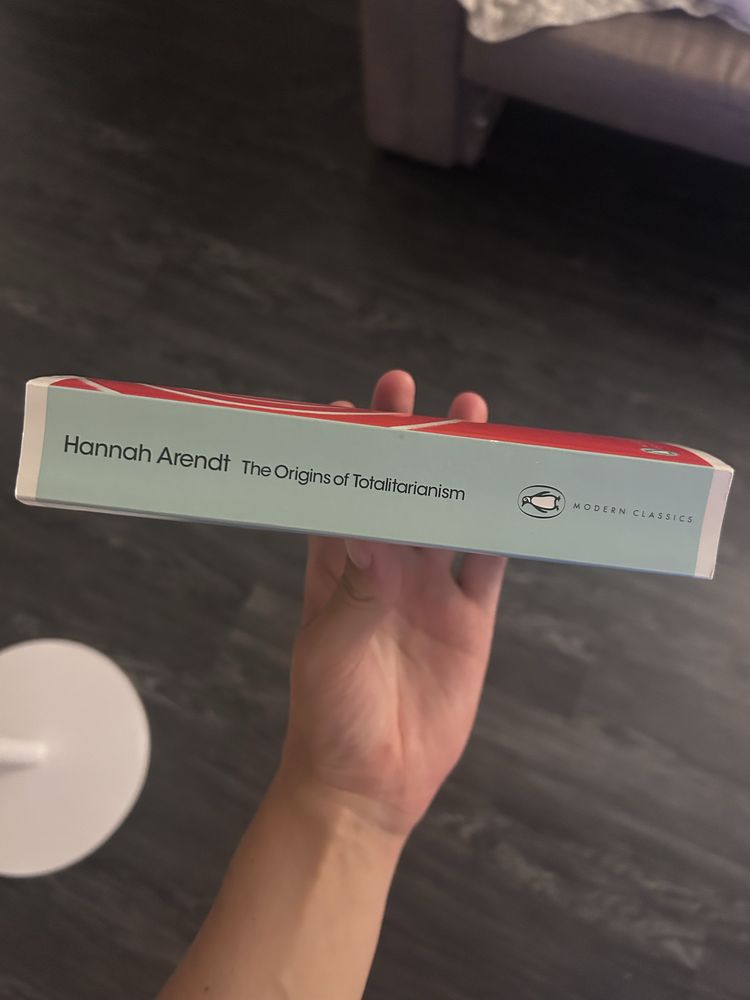 Hannah Arendt The Origins of Totalitarianism MODERN CLASSICS